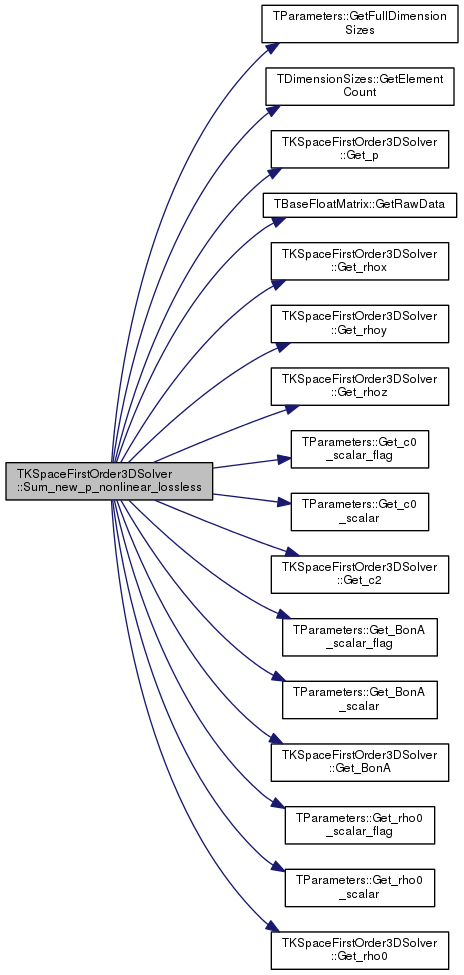 TParameters::GetFullDimension
Sizes
TDimensionSizes::GetElement
Count
TKSpaceFirstOrder3DSolver
::Get_p
TBaseFloatMatrix::GetRawData
TKSpaceFirstOrder3DSolver
::Get_rhox
TKSpaceFirstOrder3DSolver
::Get_rhoy
TKSpaceFirstOrder3DSolver
::Get_rhoz
TParameters::Get_c0
_scalar_flag
TKSpaceFirstOrder3DSolver
::Sum_new_p_nonlinear_lossless
TParameters::Get_c0
_scalar
TKSpaceFirstOrder3DSolver
::Get_c2
TParameters::Get_BonA
_scalar_flag
TParameters::Get_BonA
_scalar
TKSpaceFirstOrder3DSolver
::Get_BonA
TParameters::Get_rho0
_scalar_flag
TParameters::Get_rho0
_scalar
TKSpaceFirstOrder3DSolver
::Get_rho0